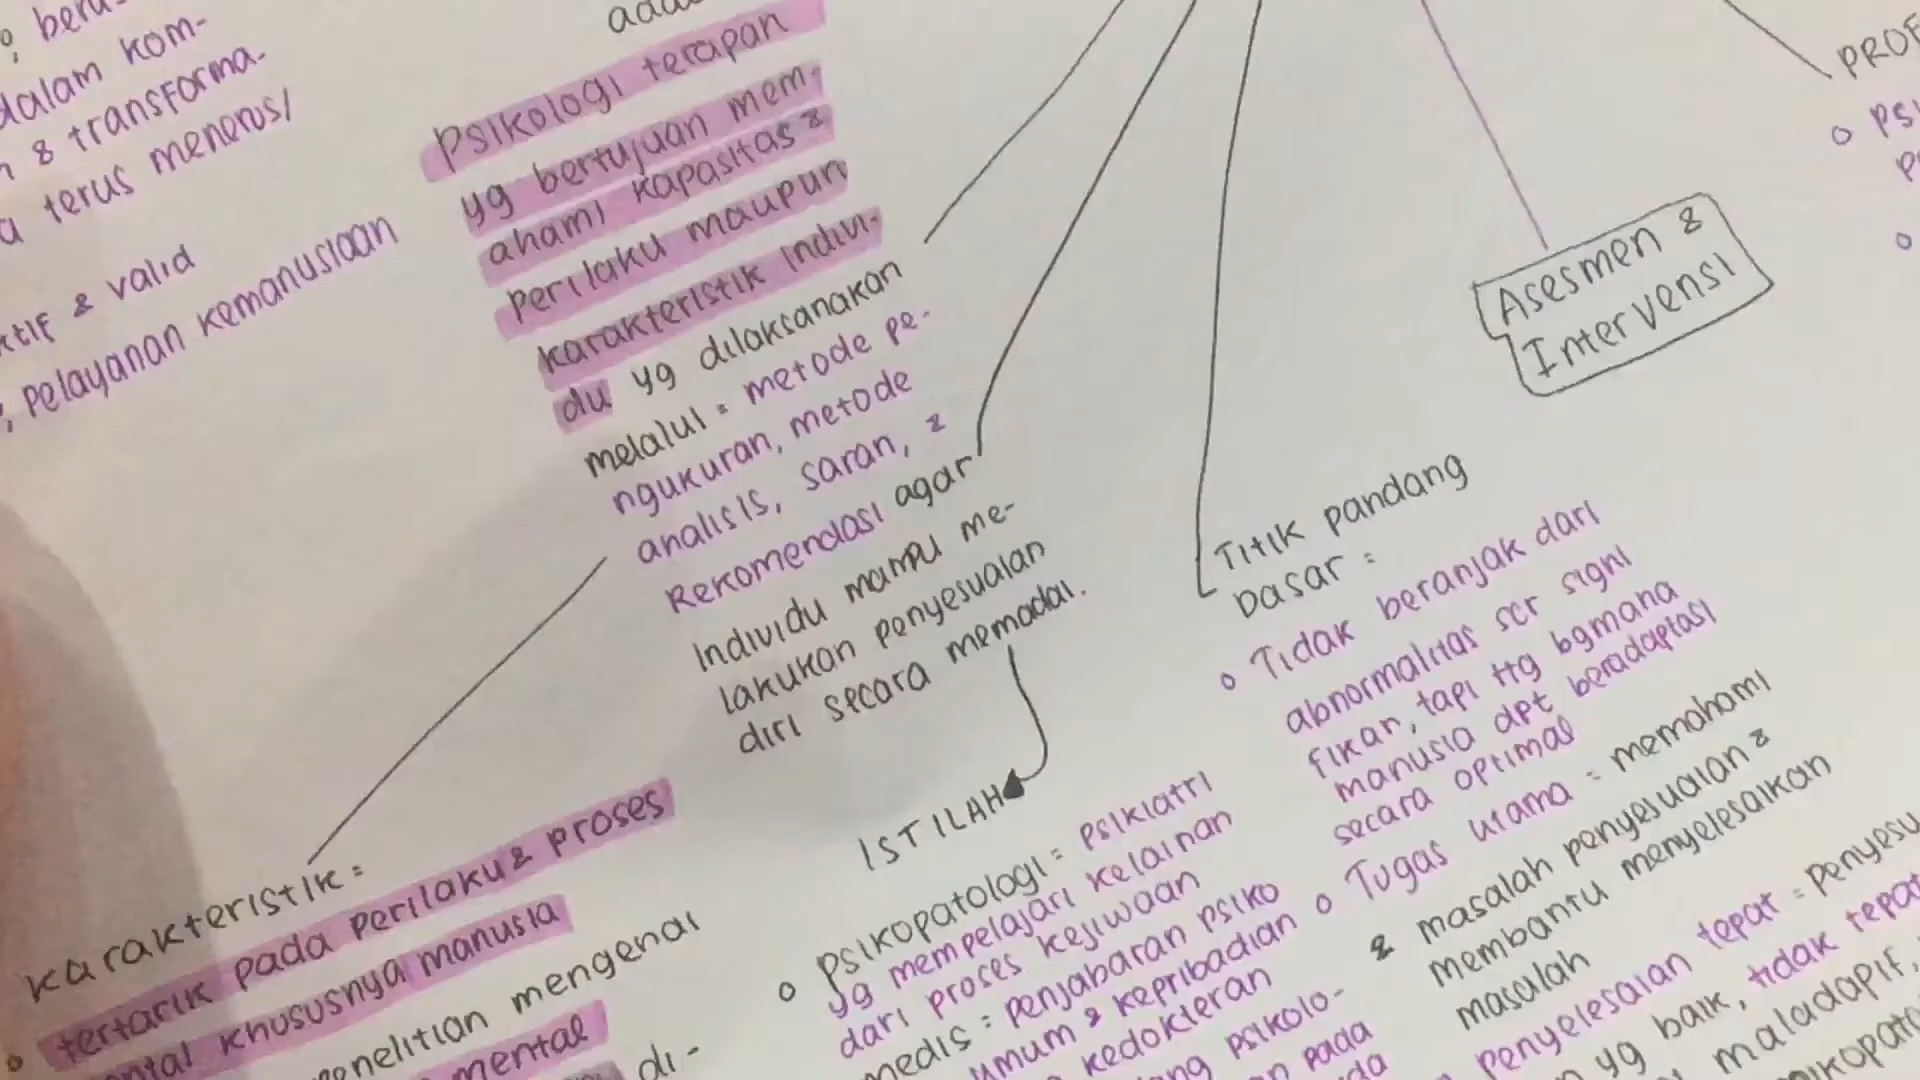 dalam kom-
& transforma-
terus menerus/
& valid
pelayanan kemanusiaan
psikologi terapan
yg bertujuan mem-
ahami kapasitas &
perilaku maupun
karakteristik indivi-
du yg dilaksanakan
melalui = metode pe-
ngukuran, metode
analisis, saran, &
Rekomendasi agar
Individu mampu me-
lakukan penyesuaian
diri secara memadai.
ISTILAH
karakteristik =
o tertarik pada perilaku & proses
khususnya manusia
penelitian mengenai
mental
di-
o psikopatologi = psikiatri
yg mempelajari kelainan
dari proses kejiwaan
medis = penjabaran psiko
umum & kepribadian
kedokteran
psikolo-
pada
Titik pandang
dasar =
o Tidak beranjak dari
abnormalitas scr signi
fikan, tapi ttg bgmana
manusia dpt beradaptasi
secara optimal
o Tugas utama = memahami
& masalah penyesuaian &
membantu menyelesaikan
masalah
penyelesaian tepat = penyesu
yg baik, tidak tepat
maladapif,
Asesmen &
Intervensi